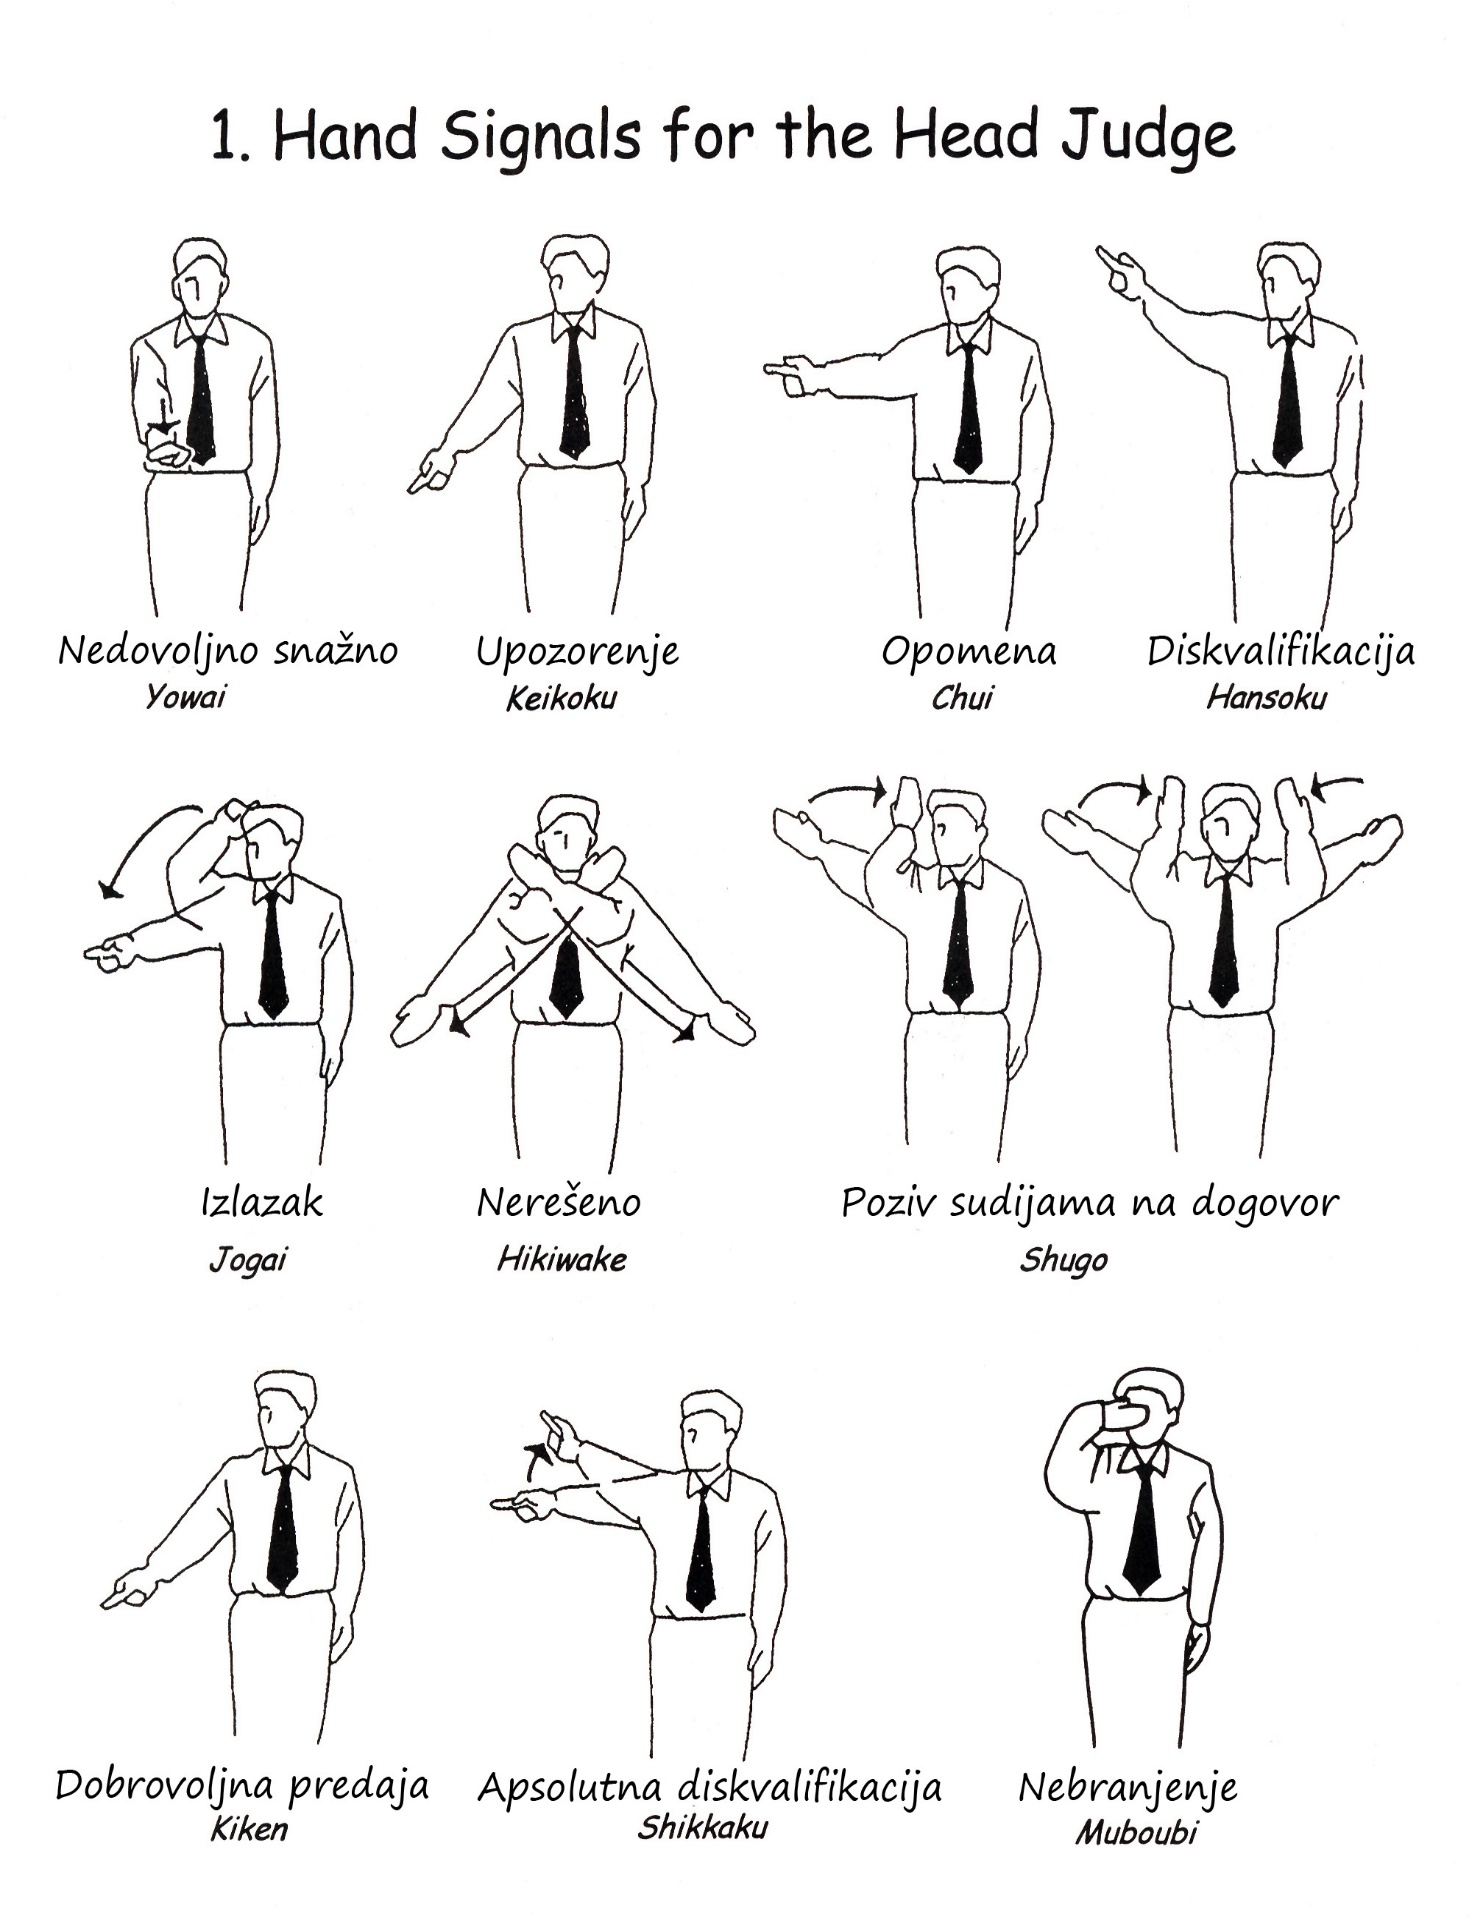 1. Hand Signals for the Head Judge
Nedovoljno snažno
Yowai
Upozorenje
Keikoku
Opomena
Chui
Diskvalifikacija
Hansoku
Izlazak
Jogai
Nerešeno
Hikiwake
Poziv sudijama na dogovor
Shugo
Dobrovoljna predaja
Kiken
Apsolutna diskvalifikacija
Shikkaku
Nebranjenje
Muboubi